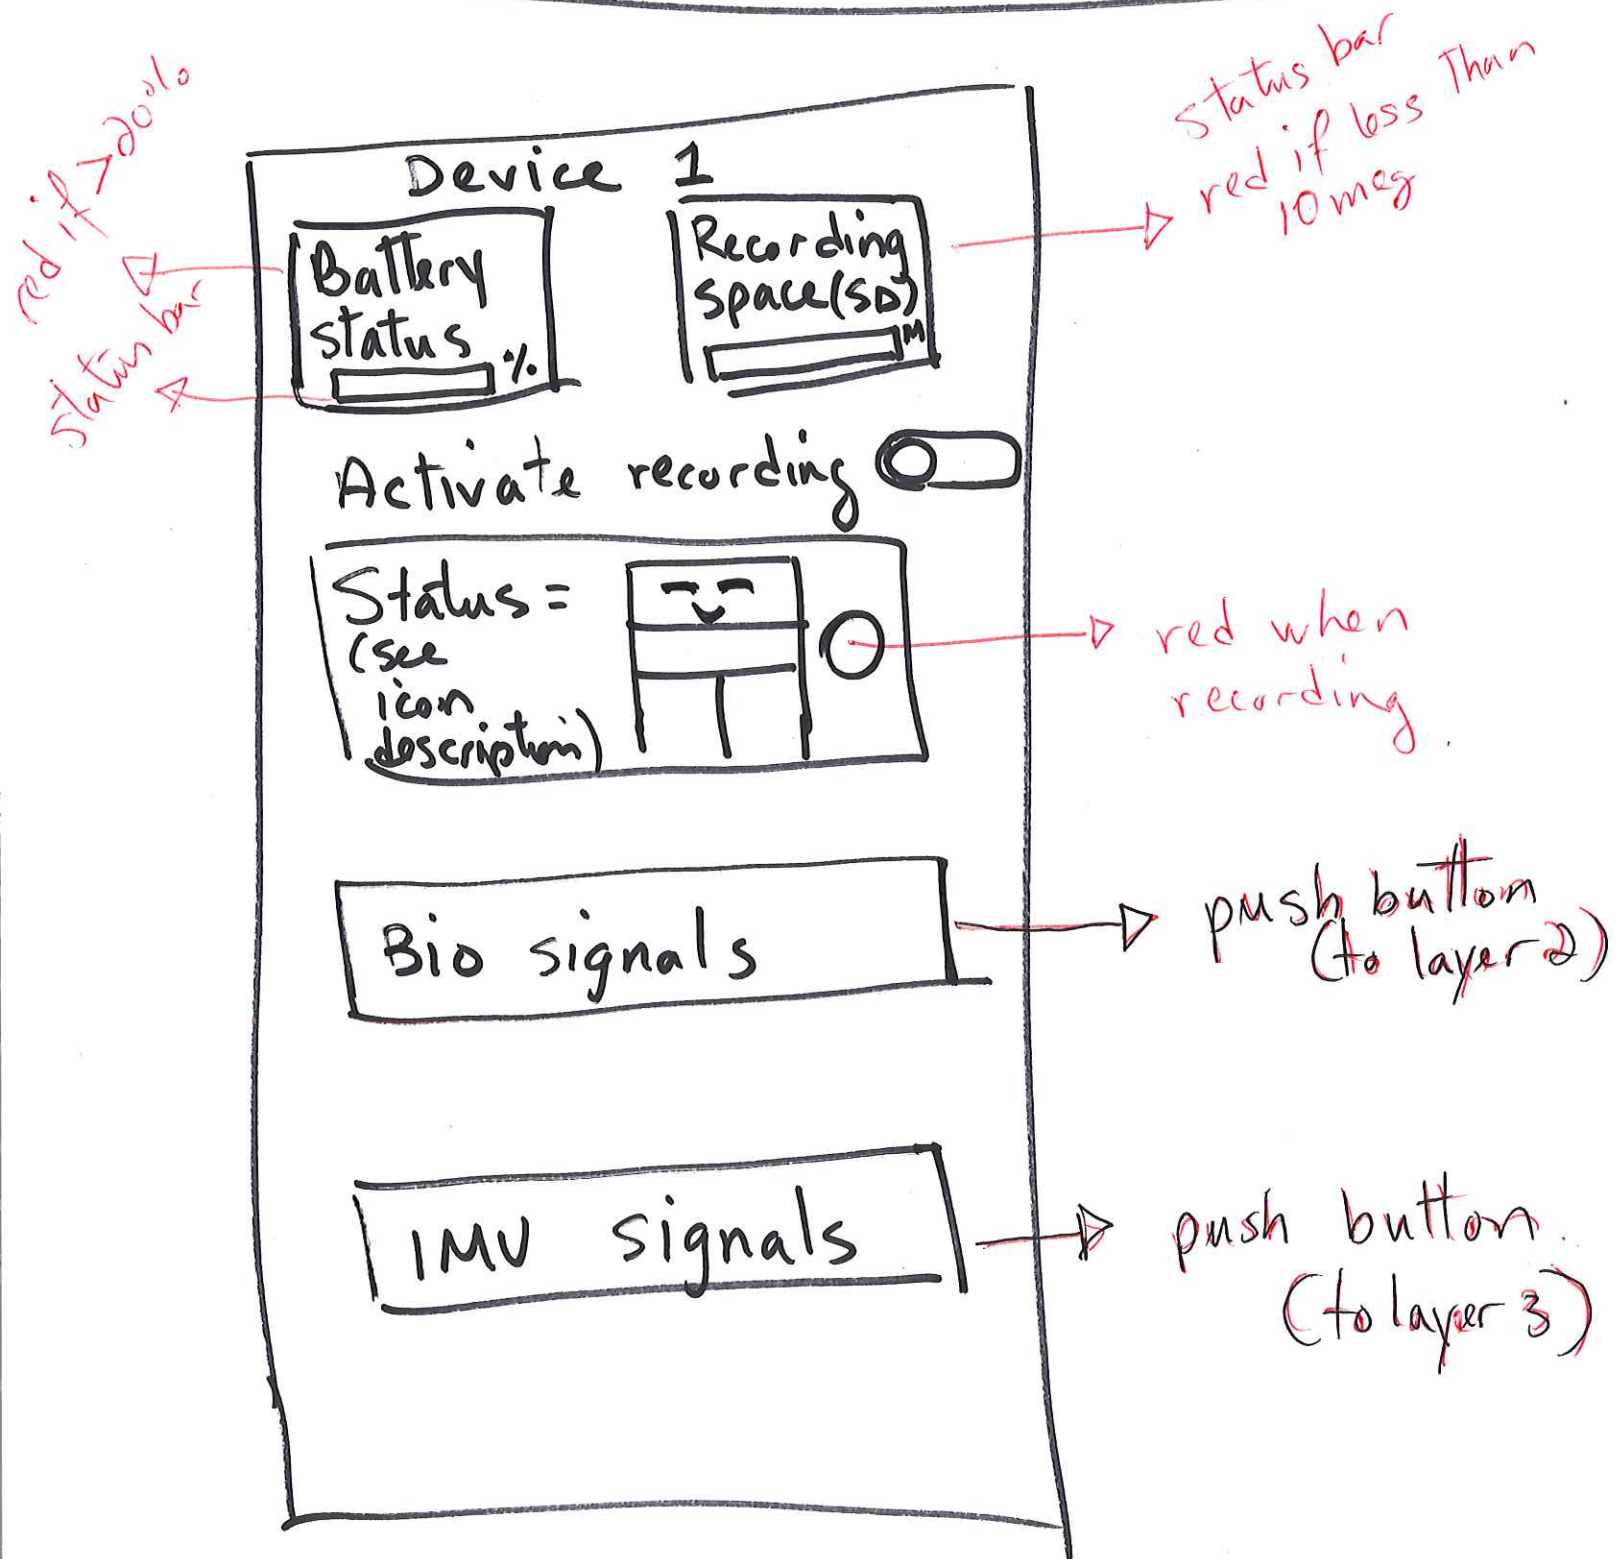 Device 1
Battery
status
%
Recording
space(SD)
M
red if >20%
status bar
status bar
red if less Than
10 meg
Activate recording
Status =
(see
icon
description)
red when
recording
Bio signals
push button
(to layer 2)
IMU signals
push button
(to layer 3)